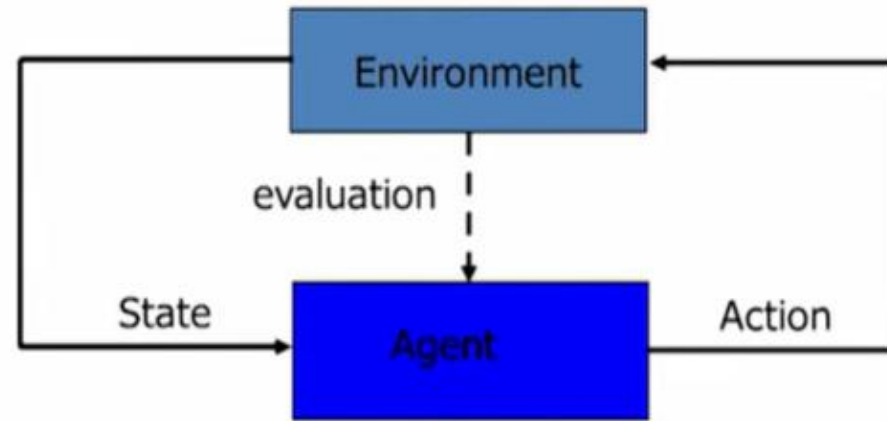 Environment
evaluation
State
Agent
Action